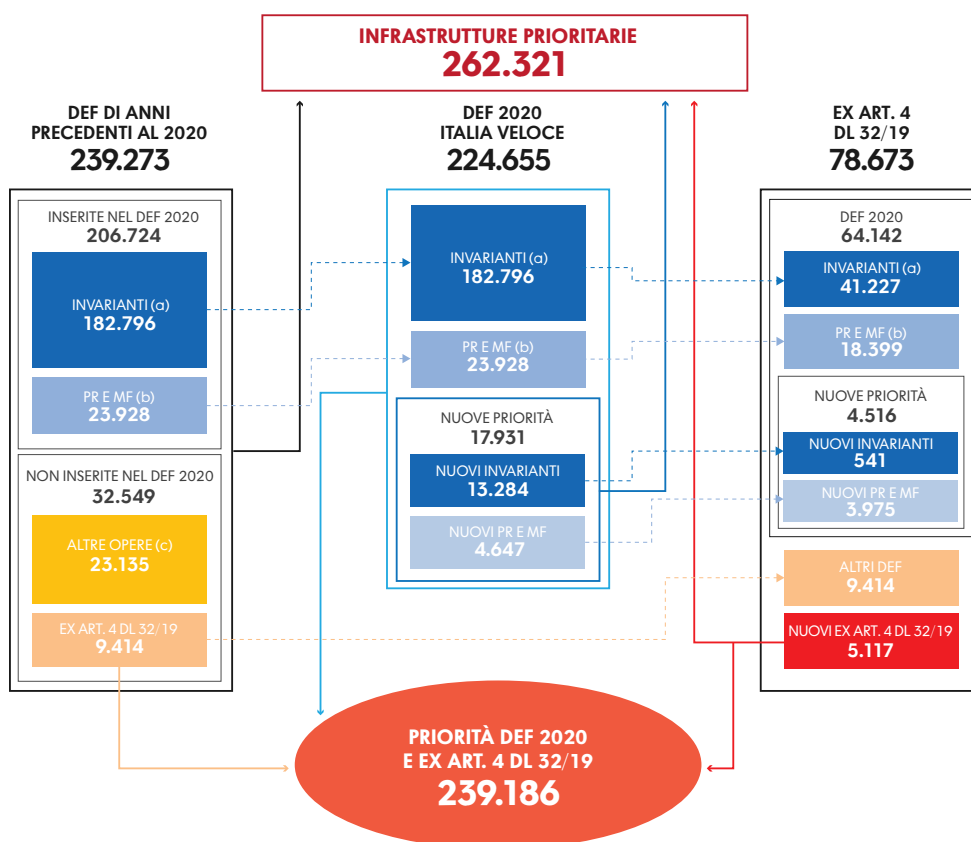 INFRASTRUTTURE PRIORITARIE
262.321
DEF DI ANNI
PRECEDENTI AL 2020
239.273
INSERITE NEL DEF 2020
206.724
INVARIANTI (a)
182.796
PR E MF (b)
23.928
NON INSERITE NEL DEF 2020
32.549
ALTRE OPERE (c)
23.135
EX ART. 4 DL 32/19
9.414
DEF 2020
ITALIA VELOCE
224.655
INVARIANTI (a)
182.796
PR E MF (b)
23.928
NUOVE PRIORITÀ
17.931
NUOVI INVARIANTI
13.284
NUOVI PR E MF
4.647
EX ART. 4
DL 32/19
78.673
DEF 2020
64.142
INVARIANTI (a)
41.227
PR E MF (b)
18.399
NUOVE PRIORITÀ
4.516
NUOVI INVARIANTI
541
NUOVI PR E MF
3.975
ALTRI DEF
9.414
NUOVI EX ART. 4 DL 32/19
5.117
PRIORITÀ DEF 2020
E EX ART. 4 DL 32/19
239.186